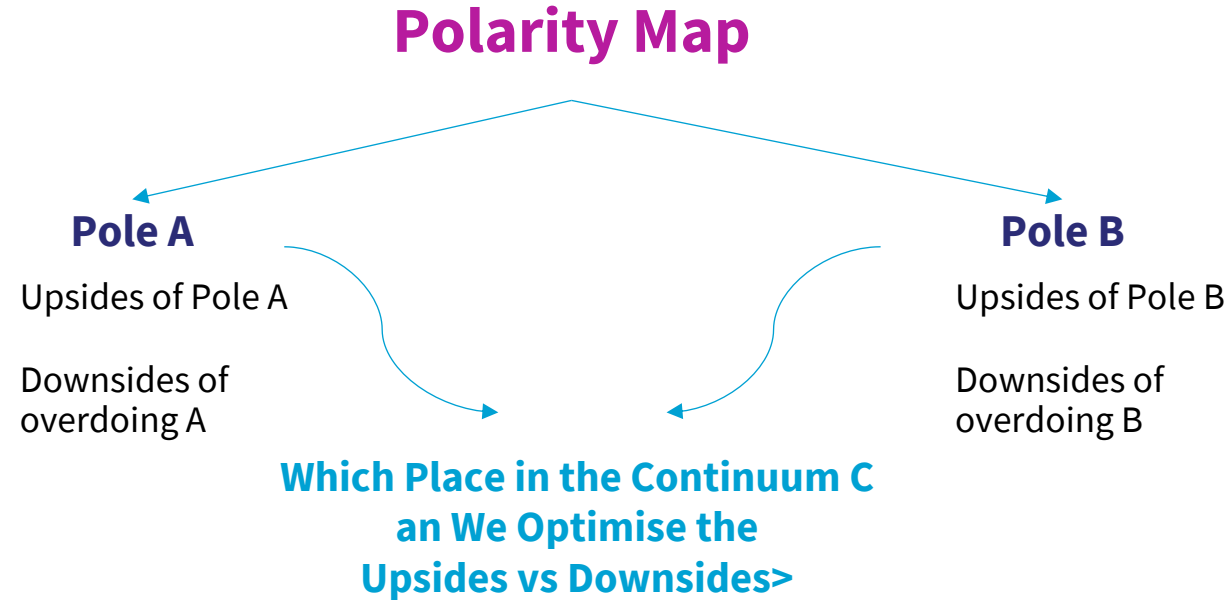 Polarity Map
Pole A
Upsides of Pole A
Downsides of
overdoing A
Pole B
Upsides of Pole B
Downsides of
overdoing B
Which Place in the Continuum C
an We Optimise the
Upsides vs Downsides>